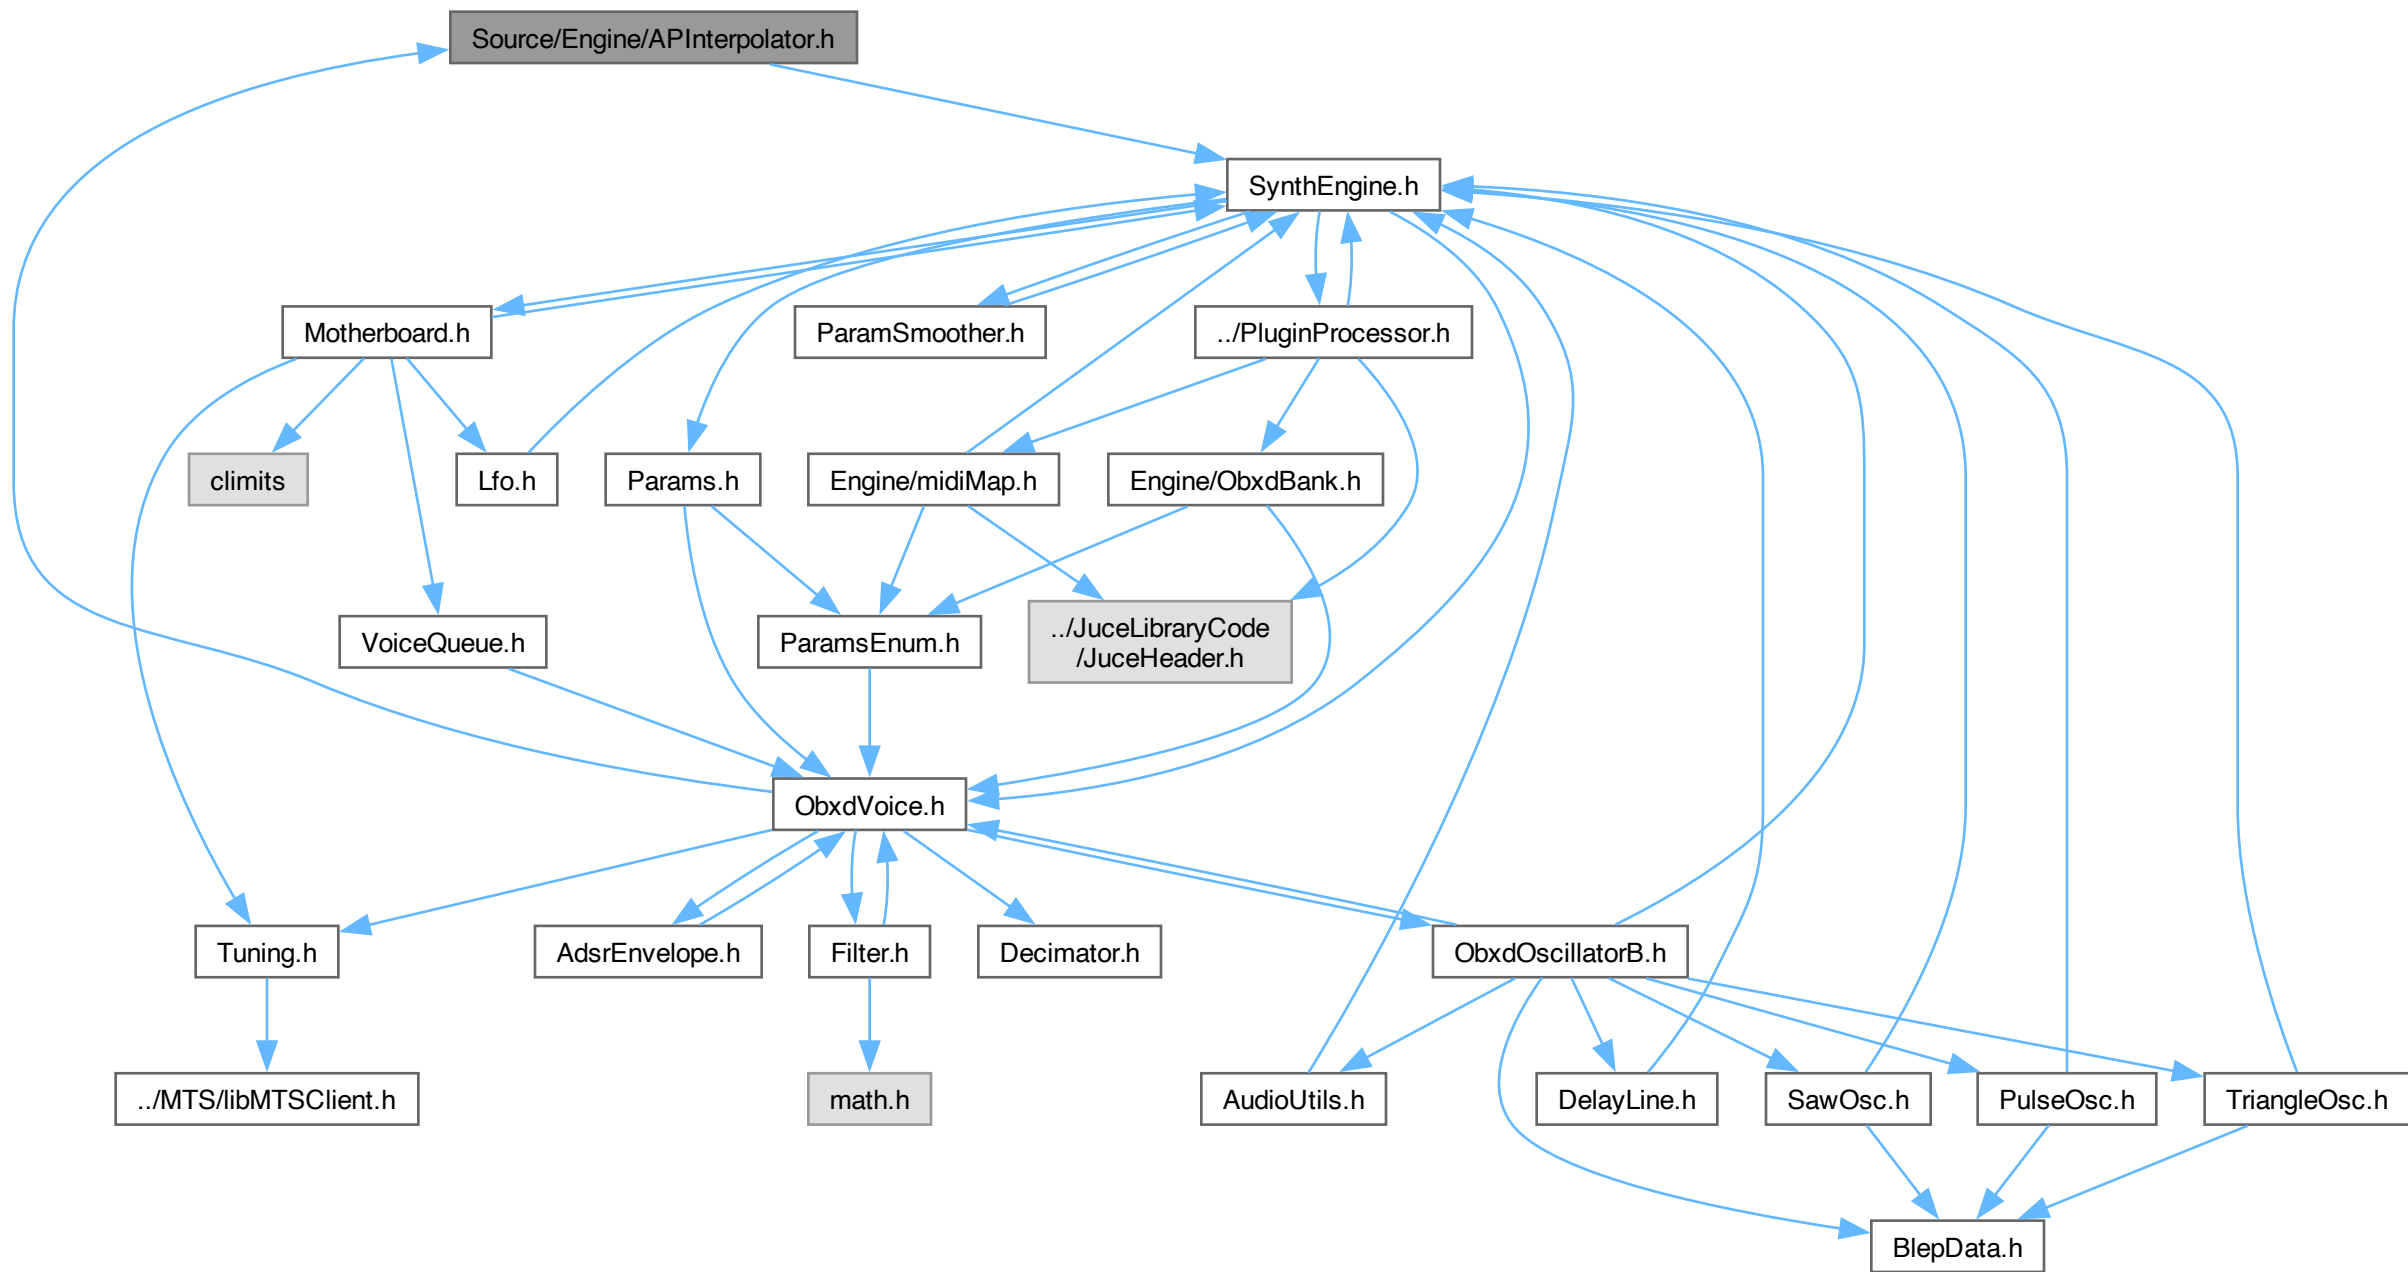 Source/Engine/APInterpolator.h
SynthEngine.h
Motherboard.h
ParamSmoother.h
../PluginProcessor.h
climits
Lfo.h
Params.h
Engine/midiMap.h
Engine/ObxdBank.h
VoiceQueue.h
ParamsEnum.h
../JuceLibraryCode
/JuceHeader.h
ObxdVoice.h
Tuning.h
AdsrEnvelope.h
Filter.h
Decimator.h
ObxdOscillatorB.h
../MTS/libMTSClient.h
math.h
AudioUtils.h
DelayLine.h
SawOsc.h
PulseOsc.h
TriangleOsc.h
BlepData.h